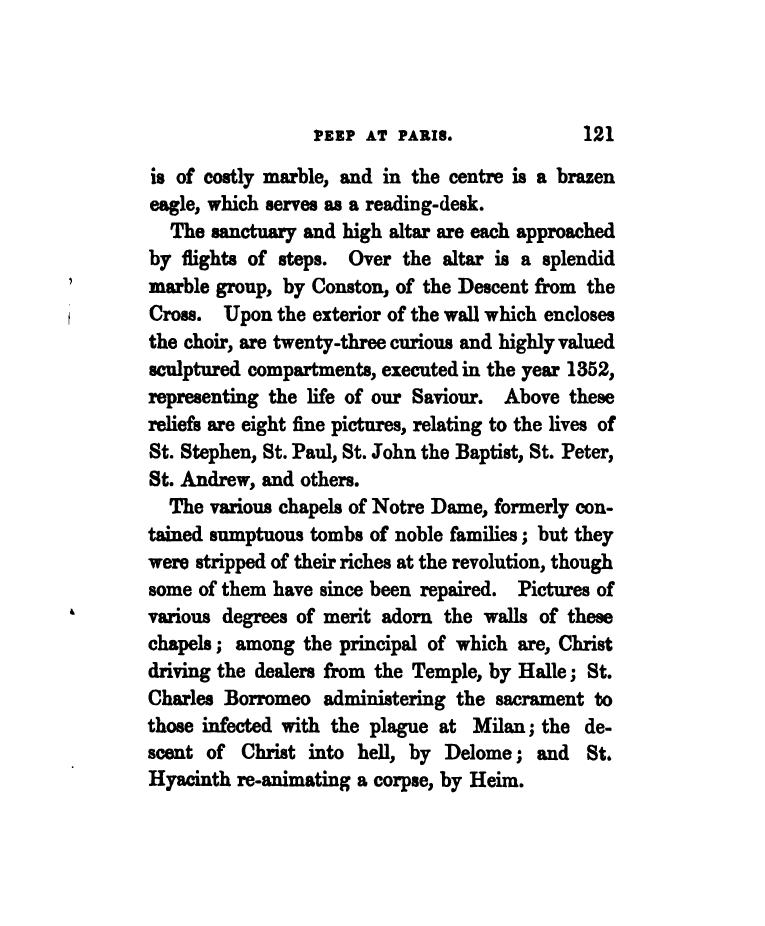 PEEP AT PARIS. 121
is of costly marble, and in the centre is a brazen
eagle, which serves as a reading-desk.
The sanctuary and high altar are each approached
by flights of steps. Over the altar is a splendid
marble group, by Conston, of the Descent from the
Cross. Upon the exterior of the wall which encloses
the choir, are twenty-three curious and highly valued
sculptured compartments, executed in the year 1352,
representing the life of our Saviour. Above these
reliefs are eight fine pictures, relating to the lives of
St. Stephen, St. Paul, St. John the Baptist, St. Peter,
St. Andrew, and others.
The various chapels of Notre Dame, formerly con-
tained sumptuous tombs of noble families; but they
were stripped of their riches at the revolution, though
some of them have since been repaired. Pictures of
various degrees of merit adorn the walls of these
chapels; among the principal of which are, Christ
driving the dealers from the Temple, by Halle; St.
Charles Borromeo administering the sacrament to
those infected with the plague at Milan; the de-
scent of Christ into hell, by Delome; and St.
Hyacinth re-animating a corpse, by Heim.